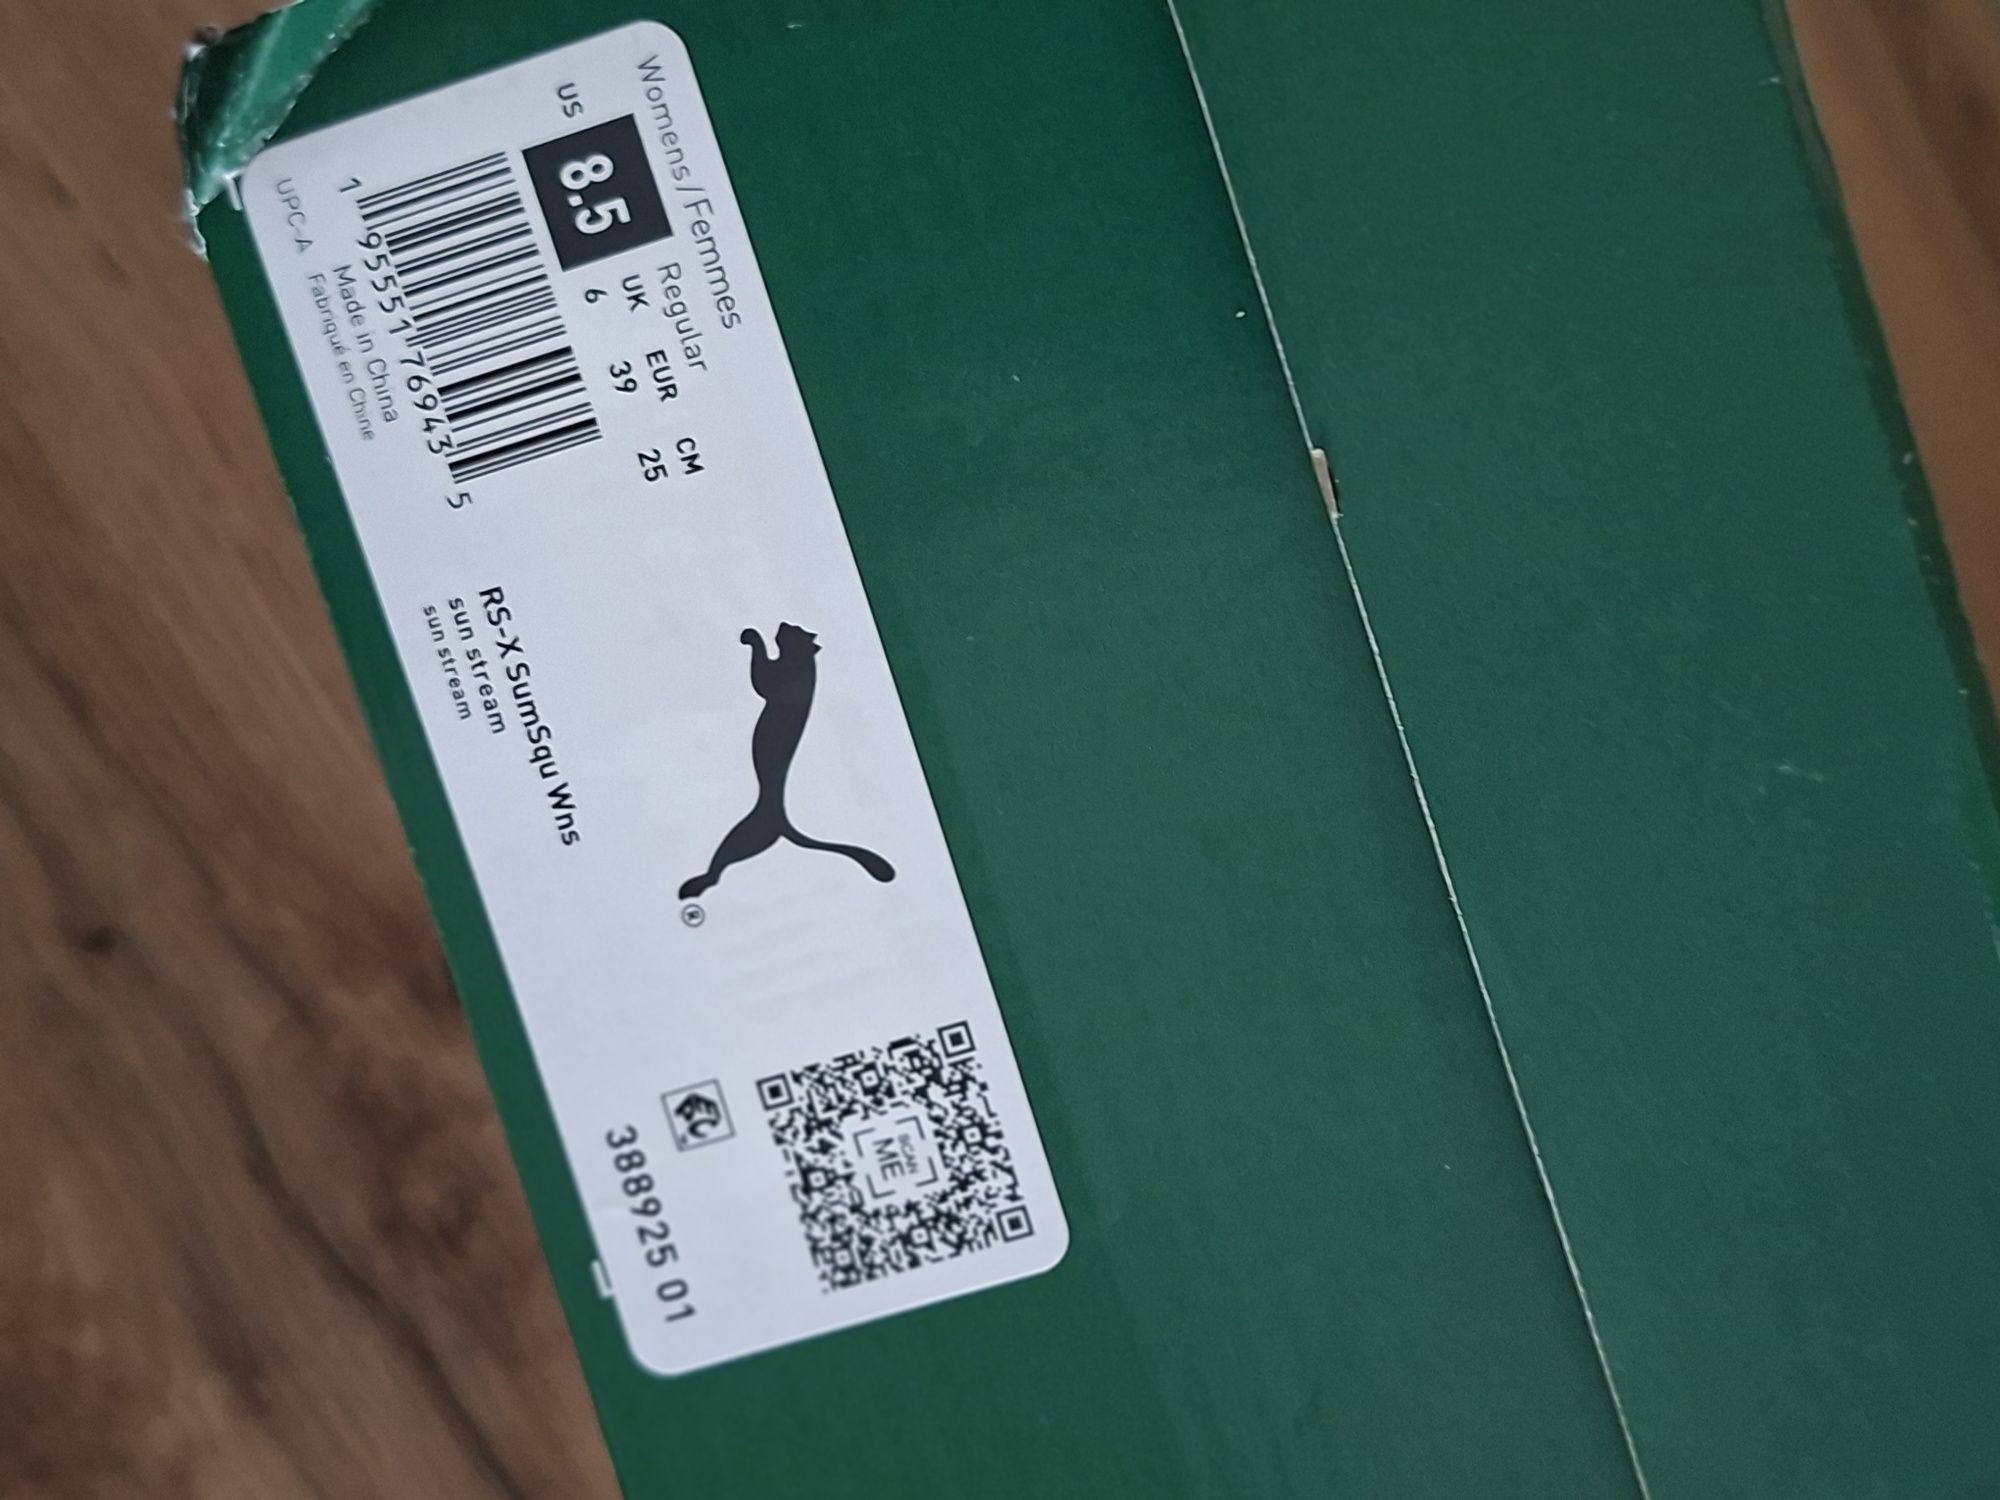 Womens/Femmes
Regular
US UK EUR CM
8.5 6 39 25
1 95551 76943 5
UPC-A
Made in China
Fabriqué en Chine
RS-X SumSqu Wns
sun stream
sun stream
®
SCAN
ME
388925 01